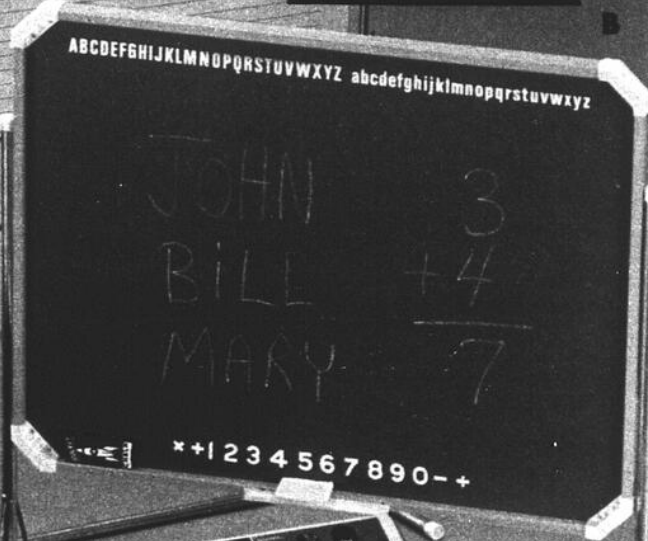 B
ABCDEFGHIJKLMNOPQRSTUVWXYZ abcdefghijklmnopqrstuvwxyz
JOHN 3
BiLL +4
MARY 7
×+1234567890-+